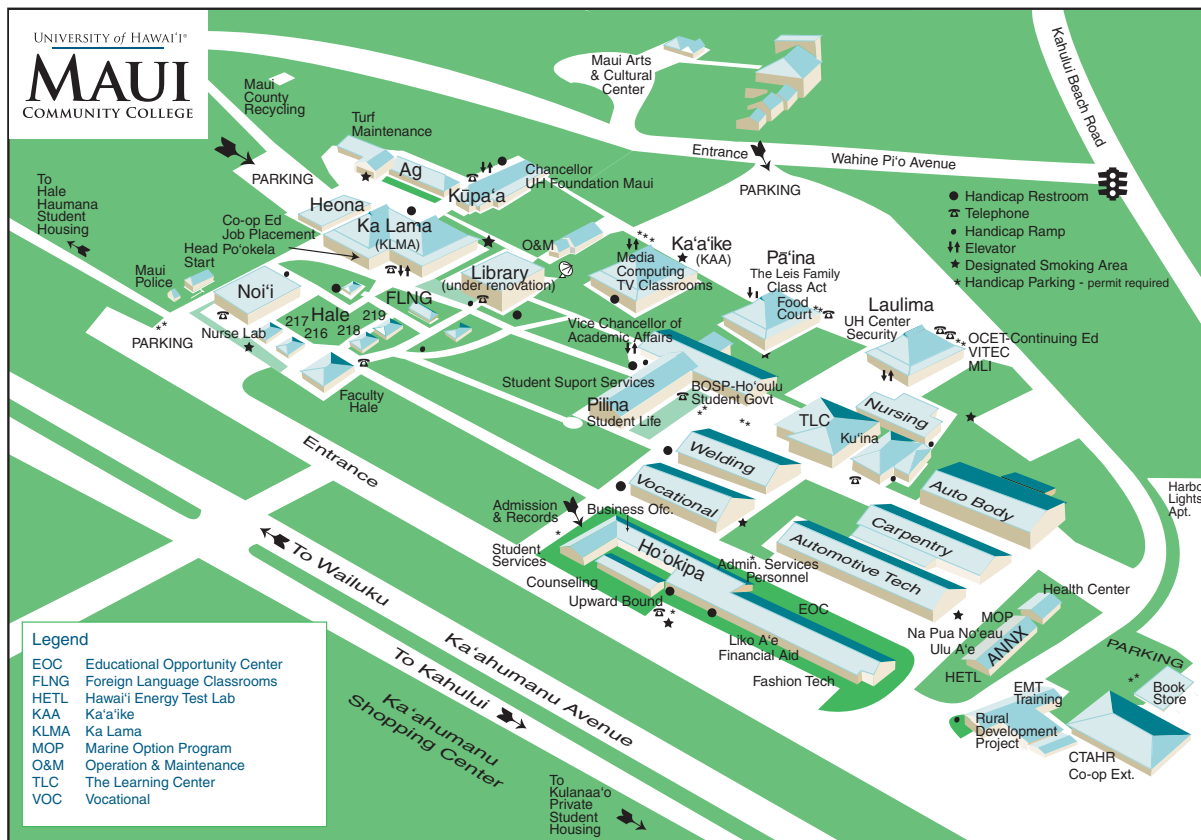 UNIVERSITY of HAWAI‘I®
MAUI
COMMUNITY COLLEGE
Maui
County
Recycling
Turf
Maintenance
Maui Arts
& Cultural
Center
Kahului Beach Road
Entrance
Wahine Pi‘o Avenue
PARKING
PARKING
To
Hale
Haumana
Student
Housing
Ag
Kūpa‘a
Chancellor
UH Foundation Maui
Heona
Co-op Ed
Job Placement
Po‘okela
Ka Lama
(KLMA)
O&M
Head
Start
Maui
Police
Noi‘i
Library
(under renovation)
Media
Computing
TV Classrooms
Ka‘a‘ike
(KAA)
Pā‘ina
The Leis Family
Class Act
Food
Court
Handicap Restroom
Telephone
Handicap Ramp
Elevator
Designated Smoking Area
Handicap Parking - permit required
Laulima
UH Center
Security
OCET-Continuing Ed
VITEC
MLI
FLNG
Hale
217
216
218
219
Nurse Lab
PARKING
Faculty
Hale
Vice Chancellor of
Academic Affairs
Student Suport Services
Pilina
Student Life
BOSP-Ho‘oulu
Student Govt
TLC
Nursing
Ku‘ina
Welding
Vocational
Auto Body
Carpentry
Automotive Tech
Entrance
Admission
& Records
Business Ofc.
Student
Services
Ho‘okipa
Counseling
Upward Bound
Admin. Services
Personnel
EOC
Liko A‘e
Financial Aid
Fashion Tech
Harbo
Lights
Apt.
Health Center
MOP
Na Pua No‘eau
Ulu A‘e
ANNX
HETL
PARKING
Book
Store
EMT
Training
Rural
Development
Project
CTAHR
Co-op Ext.
To Wailuku
Ka‘ahumanu Avenue
To Kahului
Ka‘ahumanu
Shopping Center
To
Kulanaa‘o
Private
Student
Housing
Legend
EOC Educational Opportunity Center
FLNG Foreign Language Classrooms
HETL Hawai‘i Energy Test Lab
KAA Ka‘a‘ike
KLMA Ka Lama
MOP Marine Option Program
O&M Operation & Maintenance
TLC The Learning Center
VOC Vocational